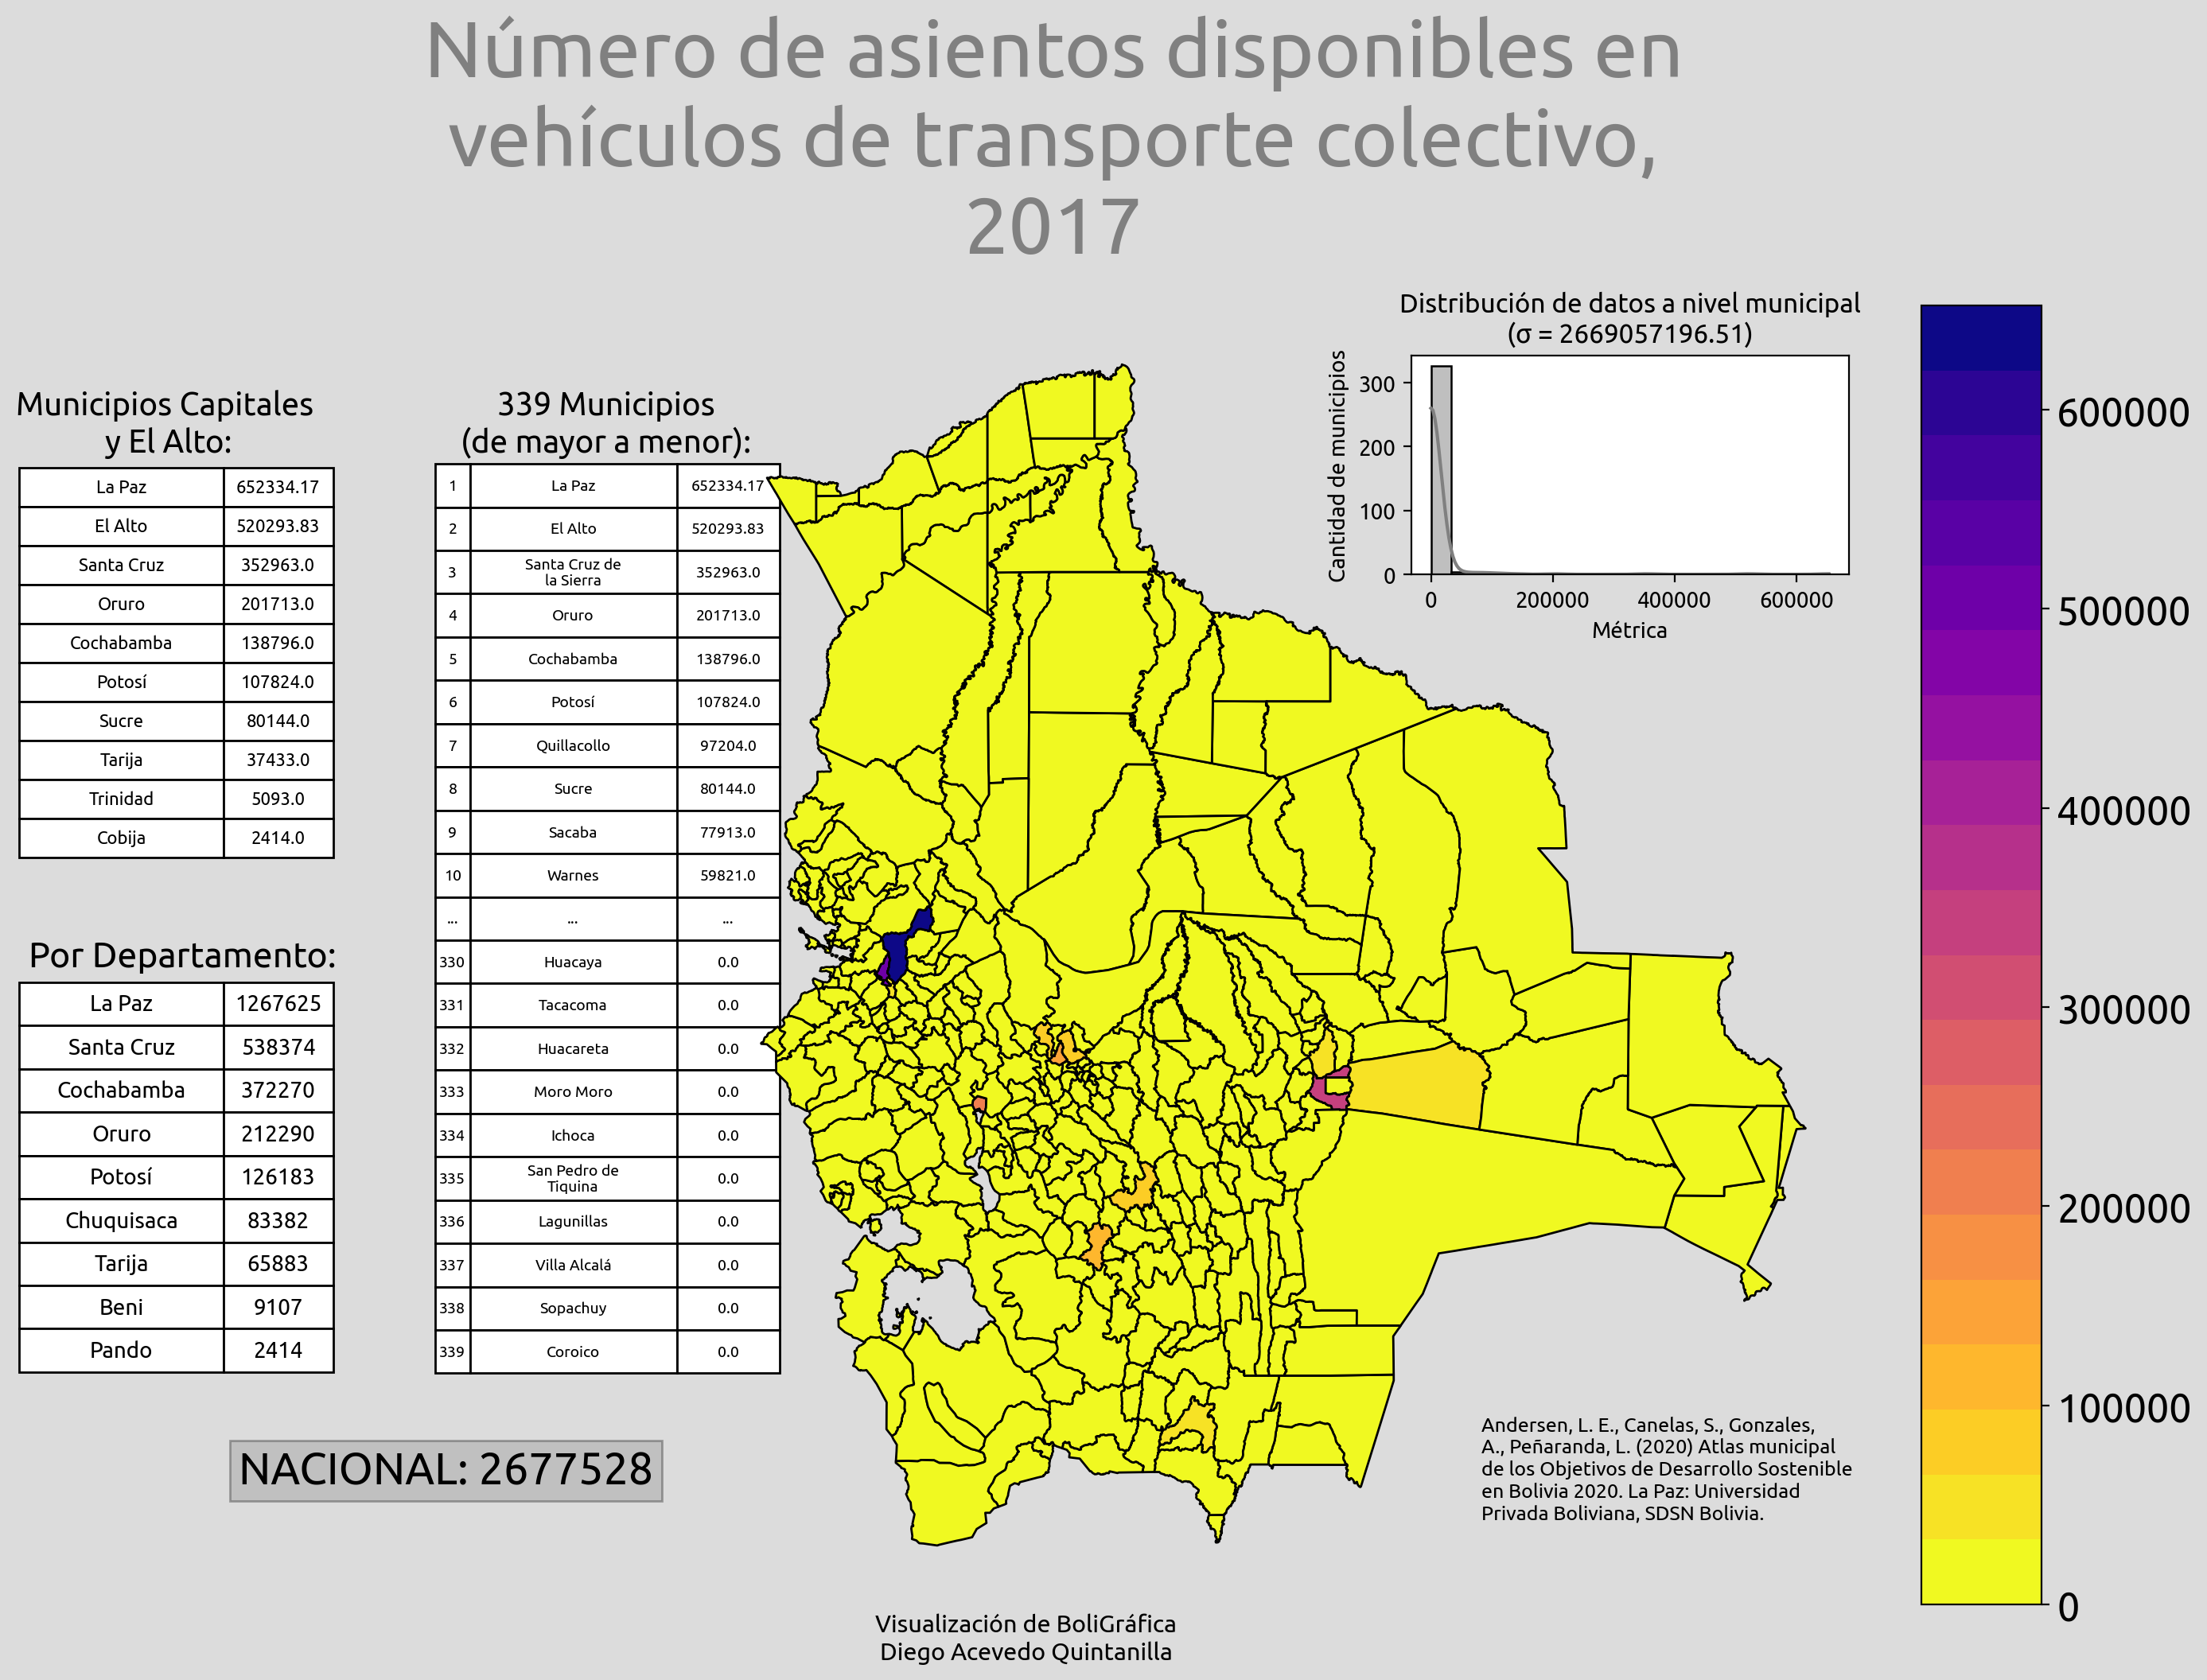 Número de asientos disponibles en
vehículos de transporte colectivo,
2017
Municipios Capitales
y El Alto:
La Paz 652334.17
El Alto 520293.83
Santa Cruz 352963.0
Oruro 201713.0
Cochabamba 138796.0
Potosí 107824.0
Sucre 80144.0
Tarija 37433.0
Trinidad 5093.0
Cobija 2414.0
Por Departamento:
La Paz 1267625
Santa Cruz 538374
Cochabamba 372270
Oruro 212290
Potosí 126183
Chuquisaca 83382
Tarija 65883
Beni 9107
Pando 2414
NACIONAL: 2677528
339 Municipios
(de mayor a menor):
1 La Paz 652334.17
2 El Alto 520293.83
3 Santa Cruz de
la Sierra 352963.0
4 Oruro 201713.0
5 Cochabamba 138796.0
6 Potosí 107824.0
7 Quillacollo 97204.0
8 Sucre 80144.0
9 Sacaba 77913.0
10 Warnes 59821.0
... ... ...
330 Huacaya 0.0
331 Tacacoma 0.0
332 Huacareta 0.0
333 Moro Moro 0.0
334 Ichoca 0.0
335 San Pedro de
Tiquina 0.0
336 Lagunillas 0.0
337 Villa Alcalá 0.0
338 Sopachuy 0.0
339 Coroico 0.0
Distribución de datos a nivel municipal
(σ = 2669057196.51)
Cantidad de municipios
300
200
100
0
0 200000 400000 600000
Métrica
600000
500000
400000
300000
200000
100000
0
Andersen, L. E., Canelas, S., Gonzales,
A., Peñaranda, L. (2020) Atlas municipal
de los Objetivos de Desarrollo Sostenible
en Bolivia 2020. La Paz: Universidad
Privada Boliviana, SDSN Bolivia.
Visualización de BoliGráfica
Diego Acevedo Quintanilla